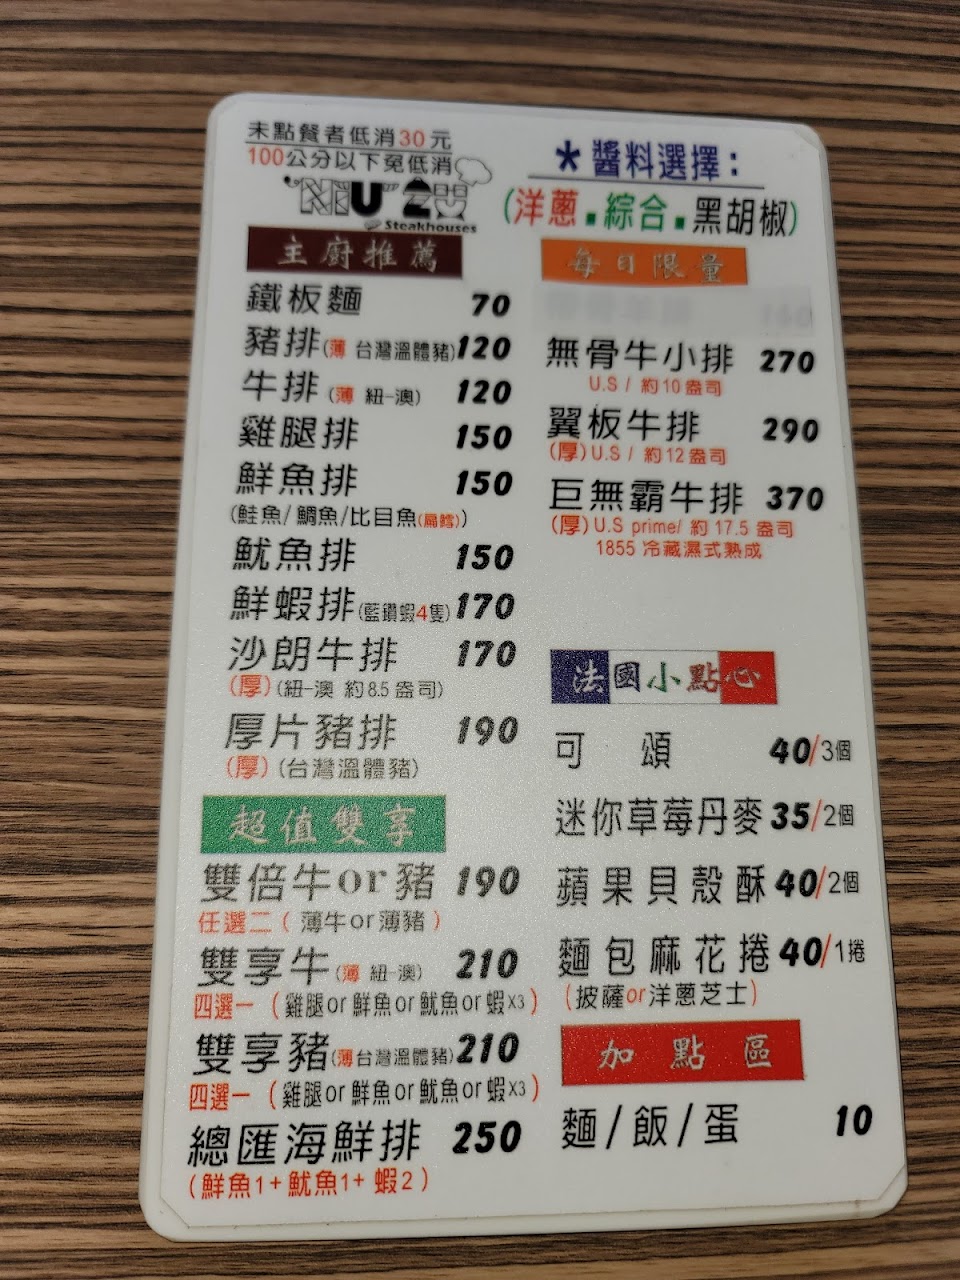 未點餐者低消30元
100公分以下免低消
NIU
Steakhouses
*醬料選擇：
(洋蔥.綜合.黑胡椒)
主廚推薦
鐵板麵 70
豬排(薄 台灣溫體豬)120
牛排(薄 紐-澳) 120
雞腿排 150
鮮魚排 150
(鮭魚/鯛魚/比目魚(扁鱈))
魷魚排 150
鮮蝦排(藍鑽蝦4隻)170
沙朗牛排 170
(厚)(紐-澳 約8.5盎司)
厚片豬排 190
(厚)(台灣溫體豬)
超值雙享
雙倍牛or豬 190
任選二(薄牛or薄豬)
雙享牛(薄 紐-澳) 210
四選一(雞腿or鮮魚or魷魚or蝦X3)
雙享豬(薄台灣溫體豬)210
四選一(雞腿or鮮魚or魷魚or蝦X3)
總匯海鮮排 250
(鮮魚1+魷魚1+蝦2)
每日限量
無骨牛小排 270
U.S / 約10盎司
翼板牛排 290
(厚)U.S / 約12盎司
巨無霸牛排 370
(厚)U.S prime/ 約 17.5 盎司
1855 冷藏濕式熟成
法國小點心
可頌 40/3個
迷你草莓丹麥 35/2個
蘋果貝殼酥 40/2個
麵包麻花捲 40/1捲
(披薩or洋蔥芝士)
加點區
麵/飯/蛋 10